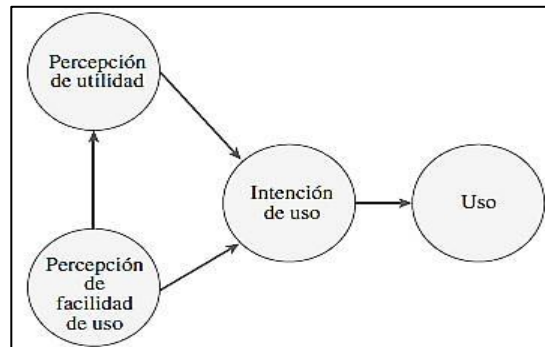 Percepción
de utilidad
Intención
de uso
Uso
Percepción
de
facilidad
de uso